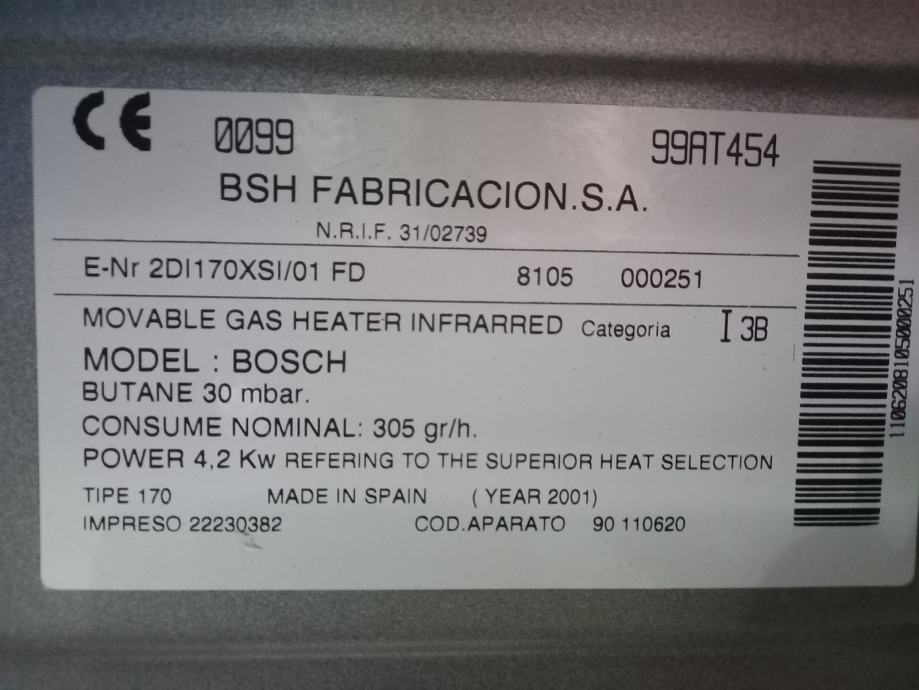 CE 0099 99AT454
BSH FABRICACION.S.A.
N.R.I.F. 31/02739
E-Nr 2DI170XSI/01 FD 8105 000251
MOVABLE GAS HEATER INFRARRED Categoria I 3B
MODEL : BOSCH
BUTANE 30 mbar.
CONSUME NOMINAL: 305 gr/h.
POWER 4,2 Kw REFERING TO THE SUPERIOR HEAT SELECTION
TIPE 170 MADE IN SPAIN ( YEAR 2001)
IMPRESO 22230382 COD.APARATO 90 110620
1106208105000251